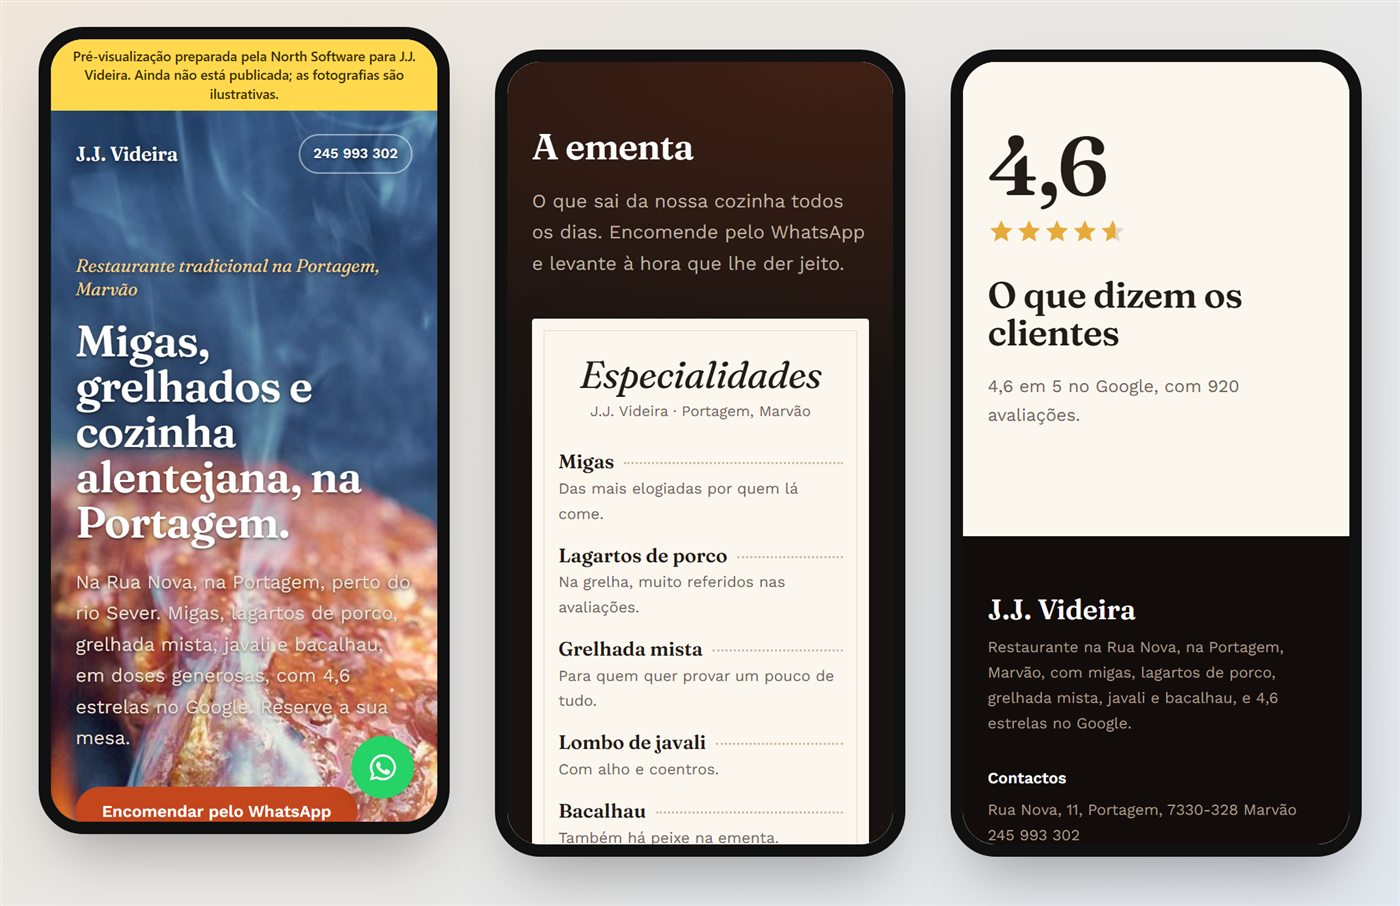 Pré-visualização preparada pela North Software para J.J.
Videira. Ainda não está publicada; as fotografias são
ilustrativas.
J.J. Videira
245 993 302
Restaurante tradicional na Portagem,
Marvão
Migas,
grelhados e
cozinha
alentejana, na
Portagem.
Na Rua Nova, na Portagem, perto do
rio Sever. Migas, lagartos de porco,
grelhada mista, javali e bacalhau,
em doses generosas, com 4,6
estrelas no Google. Reserve a sua
mesa.
Encomendar pelo WhatsApp
A ementa
O que sai da nossa cozinha todos
os dias. Encomende pelo WhatsApp
e levante à hora que lhe der jeito.
Especialidades
J.J. Videira · Portagem, Marvão
Migas
Das mais elogiadas por quem lá
come.
Lagartos de porco
Na grelha, muito referidos nas
avaliações.
Grelhada mista
Para quem quer provar um pouco de
tudo.
Lombo de javali
Com alho e coentros.
Bacalhau
Também há peixe na ementa.
4,6
O que dizem os
clientes
4,6 em 5 no Google, com 920
avaliações.
J.J. Videira
Restaurante na Rua Nova, na Portagem,
Marvão, com migas, lagartos de porco,
grelhada mista, javali e bacalhau, e 4,6
estrelas no Google.
Contactos
Rua Nova, 11, Portagem, 7330-328 Marvão
245 993 302